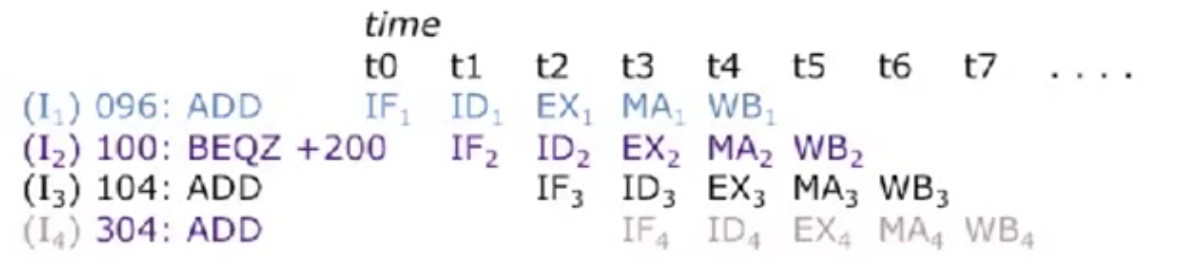 time
t0 t1 t2 t3 t4 t5 t6 t7 ....
(I₁) 096: ADD IF₁ ID₁ EX₁ MA₁ WB₁
(I₂) 100: BEQZ +200 IF₂ ID₂ EX₂ MA₂ WB₂
(I₃) 104: ADD IF₃ ID₃ EX₃ MA₃ WB₃
(I₄) 304: ADD IF₄ ID₄ EX₄ MA₄ WB₄